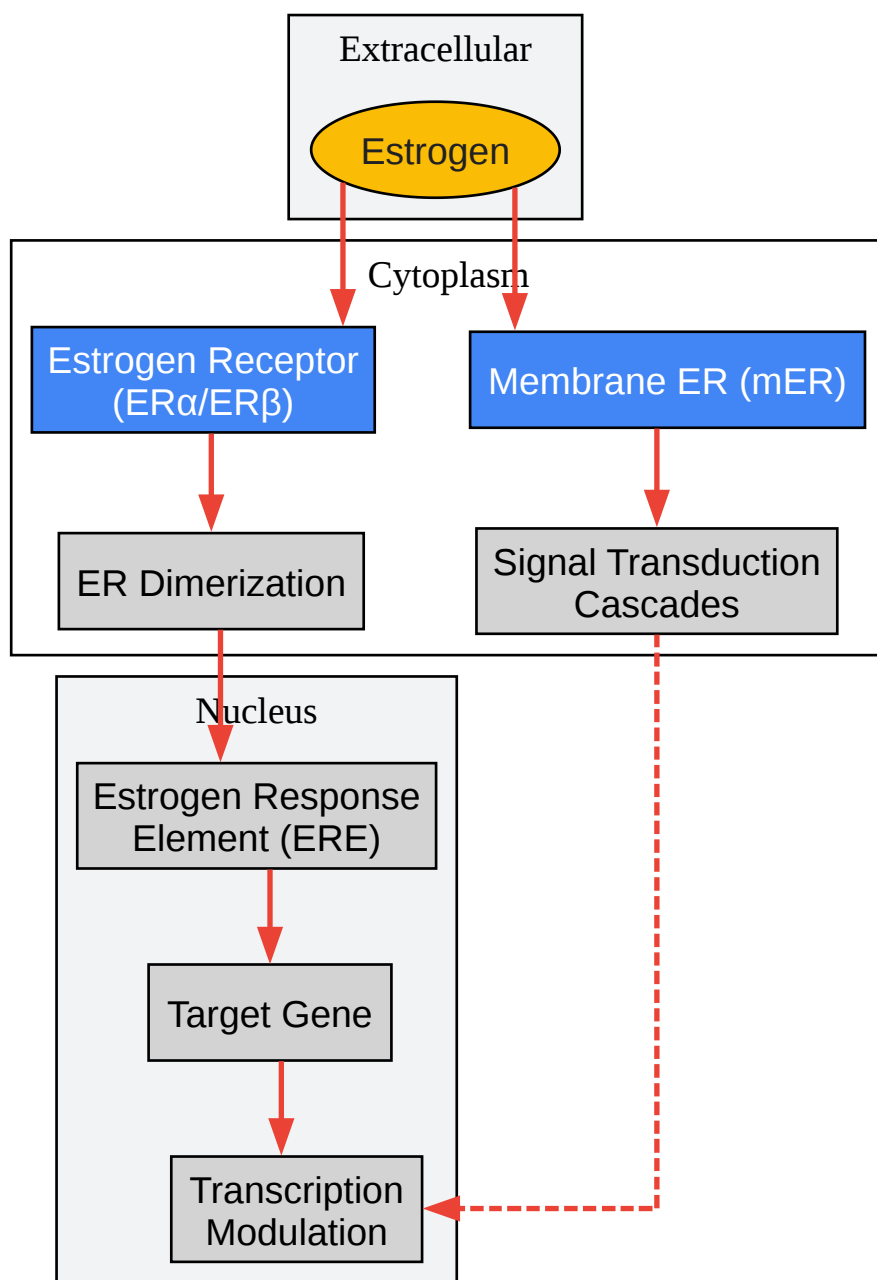 Extracellular
Estrogen
Cytoplasm
Estrogen Receptor
(ERα/ERβ)
Membrane ER (mER)
ER Dimerization
Signal Transduction
Cascades
Nucleus
Estrogen Response
Element (ERE)
Target Gene
Transcription
Modulation